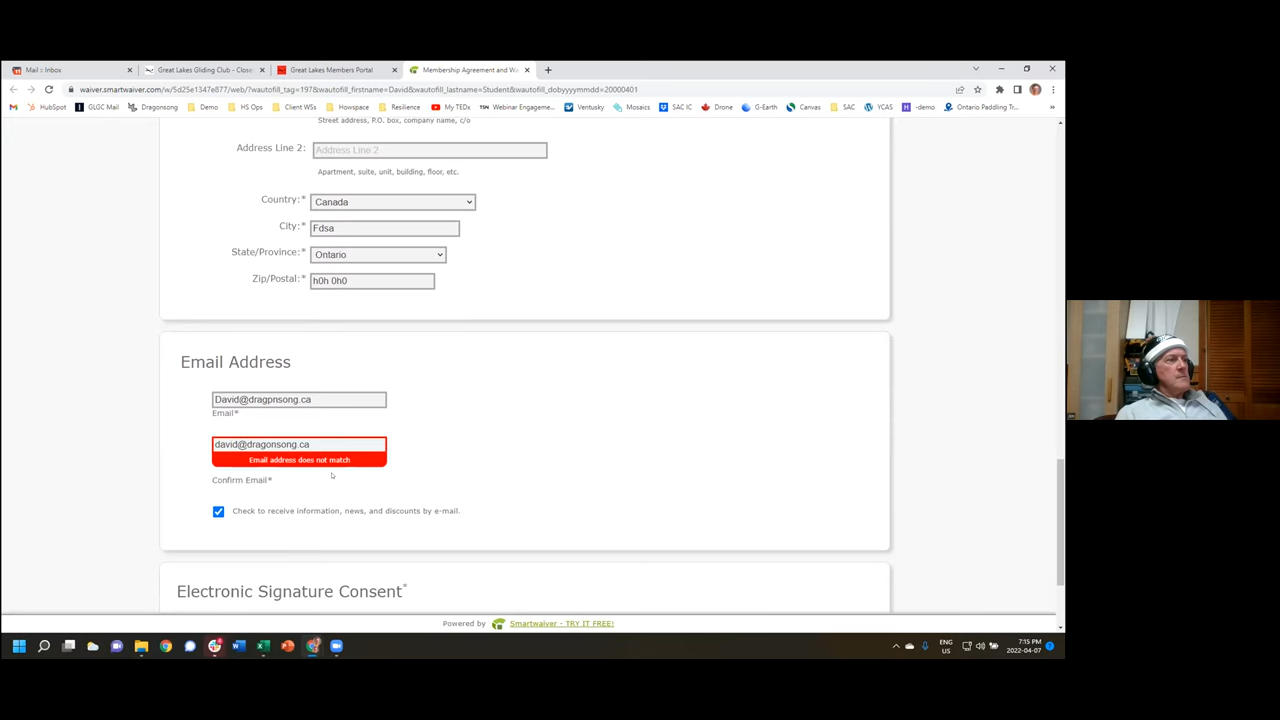 Mail :: Inbox
Great Lakes Gliding Club - Close
Great Lakes Members Portal
Membership Agreement and Wa
waiver.smartwaiver.com/w/5d25e1347e877/web/?wautofill_tag=197&wautofill_firstname=David&wautofill_lastname=Student&wautofill_dobyyyymmdd=20000401
HubSpot GLGC Mail Dragonsong Demo HS Ops Client WSs Resilience My TEDx Webinar Engageme... Ventusky Mosaics SAC IC Drone G-Earth Canvas SAC YCAS -demo Ontario Paddling Tr...
Street address, P.O. box, company name, c/o
Address Line 2: Address Line 2
Apartment, suite, unit, building, floor, etc.
Country:* Canada
City:* Fdsa
State/Province:* Ontario
Zip/Postal:* h0h 0h0
Email Address
David@dragpnsong.ca
Email*
david@dragonsong.ca
Email address does not match
Confirm Email*
Check to receive information, news, and discounts by e-mail.
Electronic Signature Consent*
Powered by Smartwaiver - TRY IT FREE!
ENG
US
7:15 PM
2022-04-07